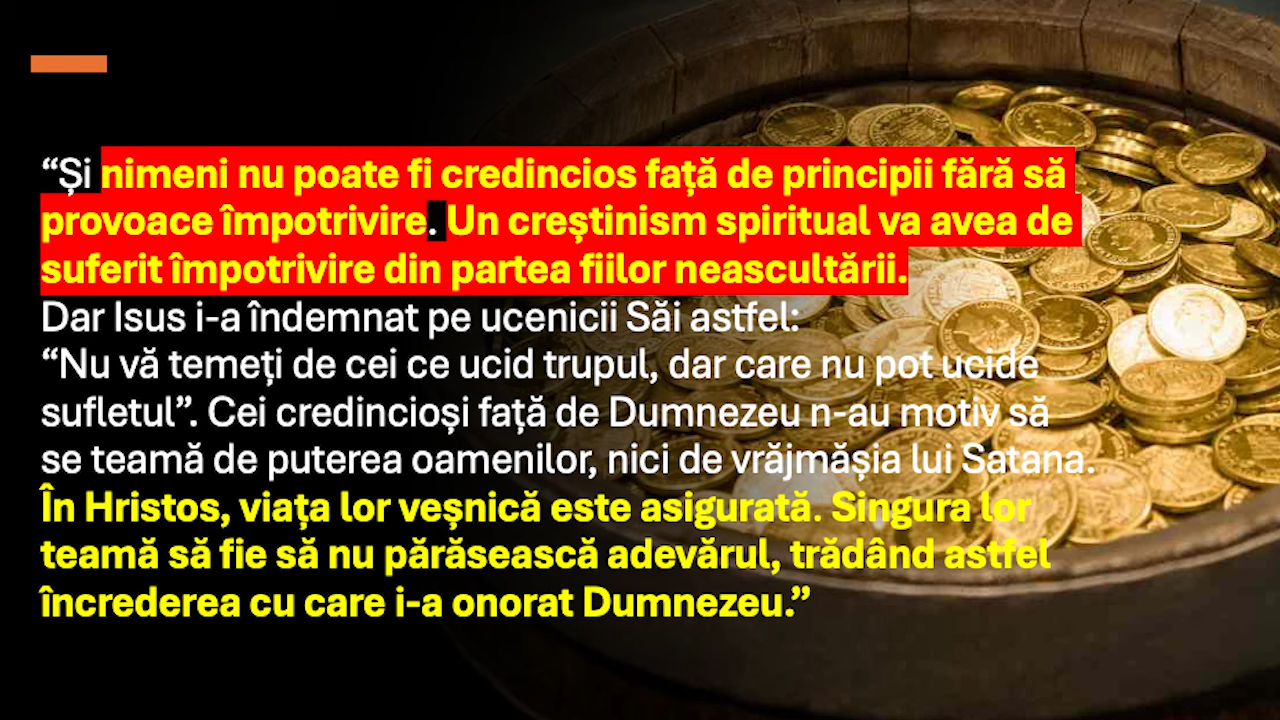 “Și nimeni nu poate fi credincios față de principii fără să
provoace împotrivire. Un creștinism spiritual va avea de
suferit împotrivire din partea fiilor neascultării.
Dar Isus i-a îndemnat pe ucenicii Săi astfel:
“Nu vă temeți de cei ce ucid trupul, dar care nu pot ucide
sufletul”. Cei credincioși față de Dumnezeu n-au motiv să
se teamă de puterea oamenilor, nici de vrăjmășia lui Satana.
În Hristos, viața lor veșnică este asigurată. Singura lor
teamă să fie să nu părăsească adevărul, trădând astfel
încrederea cu care i-a onorat Dumnezeu.”